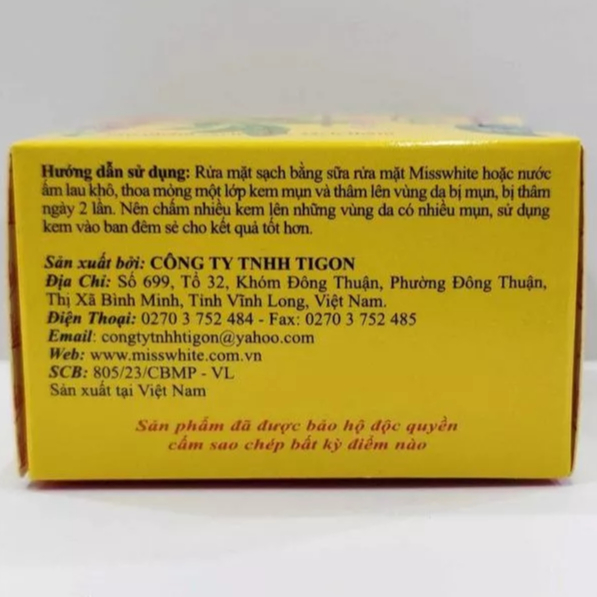 Hướng dẫn sử dụng: Rửa mặt sạch bằng sữa rửa mặt Misswhite hoặc nước
ấm lau khô, thoa mỏng một lớp kem mụn và thâm lên vùng da bị mụn, bị thâm
ngày 2 lần. Nên chấm nhiều kem lên những vùng da có nhiều mụn, sử dụng
kem vào ban đêm sẻ cho kết quả tốt hơn.
Sản xuất bởi: CÔNG TY TNHH TIGON
Địa Chỉ: Số 699, Tổ 32, Khóm Đông Thuận, Phường Đông Thuận,
Thị Xã Bình Minh, Tỉnh Vĩnh Long, Việt Nam.
Điện Thoại: 0270 3 752 484 - Fax: 0270 3 752 485
Email: congtytnhhtigon@yahoo.com
Web: www.misswhite.com.vn
SCB: 805/23/CBMP - VL
Sản xuất tại Việt Nam
Sản phẩm đã được bảo hộ độc quyền
cấm sao chép bất kỳ điểm nào